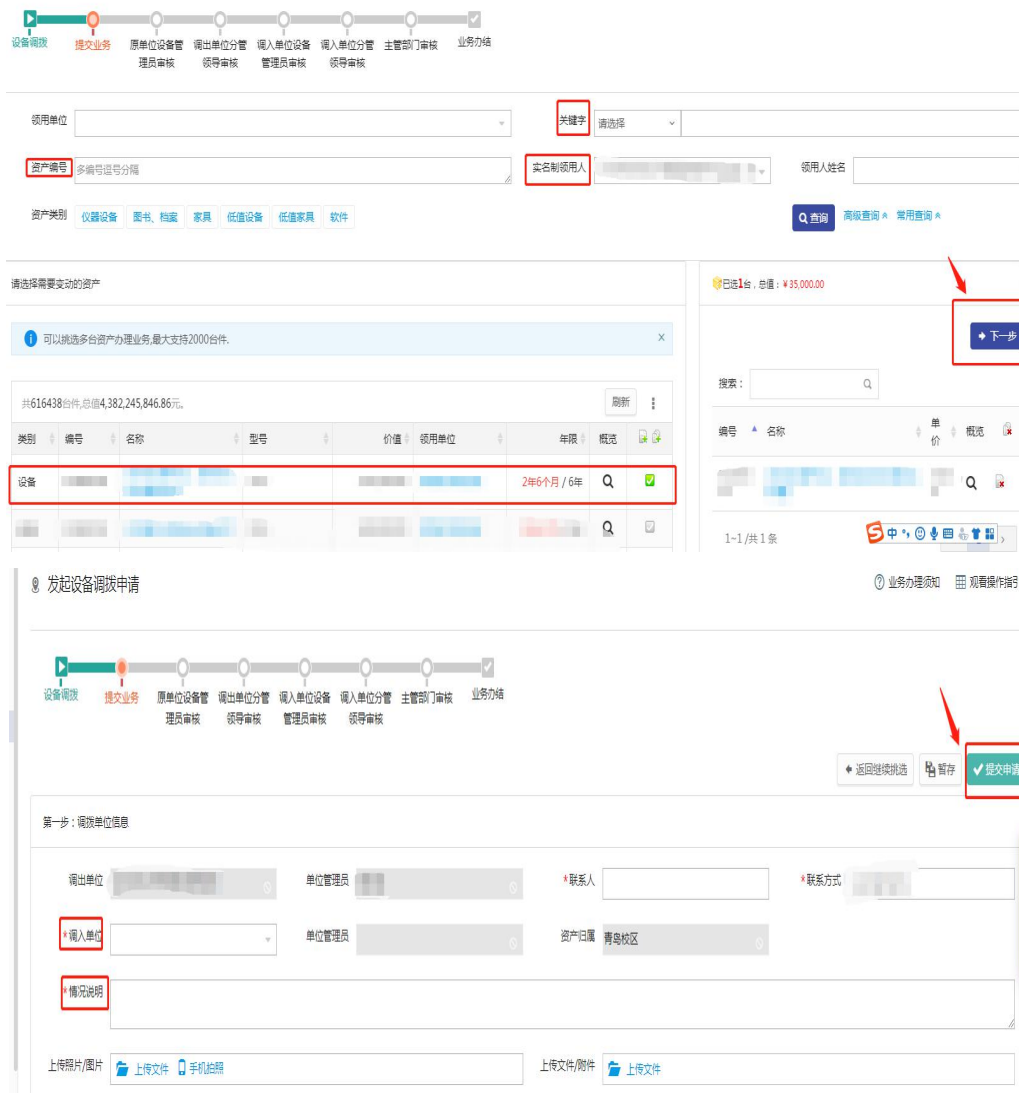 设备调拨 提交业务 原单位设备管 调出单位分管 调入单位设备 调入单位分管 主管部门审核 业务办结
理员审核 领导审核 管理员审核 领导审核
领用单位 关键字 请选择
资产编号 多编号逗号分隔 实名制领用人 领用人姓名
资产类别 仪器设备 图书、档案 家具 低值设备 低值家具 软件 查询 高级查询 常用查询
请选择需要变动的资产 已选1台，总值：￥35,000.00
可以挑选多台资产办理业务,最大支持2000台件. x 下一步
搜索：
共616438台件,总值4,382,245,846.86元。 刷新
类别 编号 名称 型号 价值 领用单位 年限 概览 编号 名称 单价 概览
设备 2年6个月 / 6年
1~1 /共 1 条 中
发起设备调拨申请 业务办理须知 观看操作指引
设备调拨 提交业务 原单位设备管 调出单位分管 调入单位设备 调入单位分管 主管部门审核 业务办结
理员审核 领导审核 管理员审核 领导审核
返回继续挑选 暂存 提交申请
第一步：调拨单位信息
调出单位 单位管理员 *联系人 *联系方式
*调入单位 单位管理员 资产归属 青岛校区
*情况说明
上传照片/图片 上传文件 手机拍照 上传文件/附件 上传文件